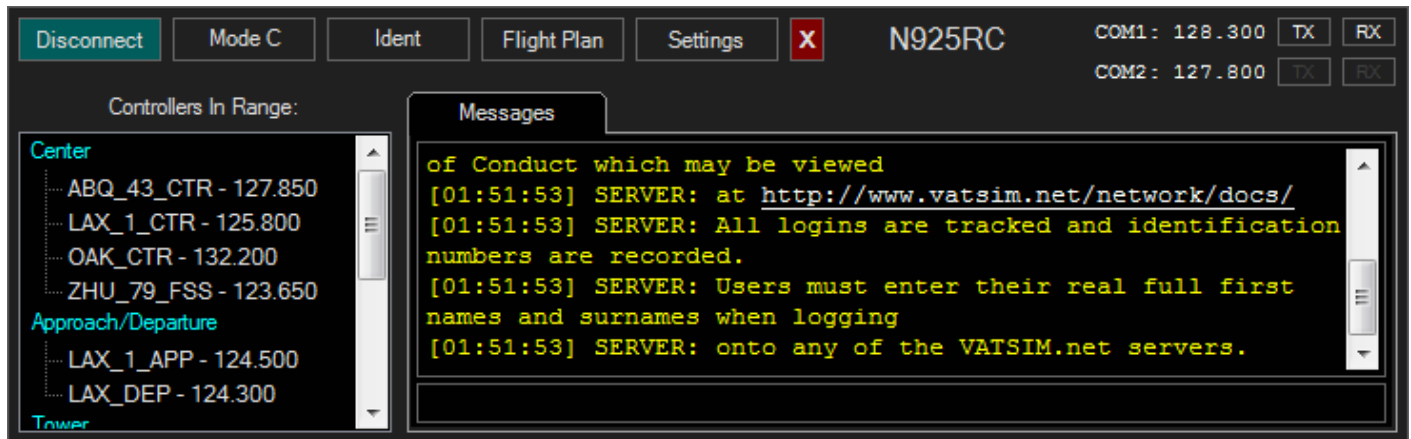 Disconnect Mode C Ident Flight Plan Settings X N925RC COM1: 128.300 TX RX
COM2: 127.800 TX RX
Controllers In Range:
Center
ABQ_43_CTR - 127.850
LAX_1_CTR - 125.800
OAK_CTR - 132.200
ZHU_79_FSS - 123.650
Approach/Departure
LAX_1_APP - 124.500
LAX_DEP - 124.300
Tower
Messages
of Conduct which may be viewed
[01:51:53] SERVER: at http://www.vatsim.net/network/docs/
[01:51:53] SERVER: All logins are tracked and identification
numbers are recorded.
[01:51:53] SERVER: Users must enter their real full first
names and surnames when logging
[01:51:53] SERVER: onto any of the VATSIM.net servers.